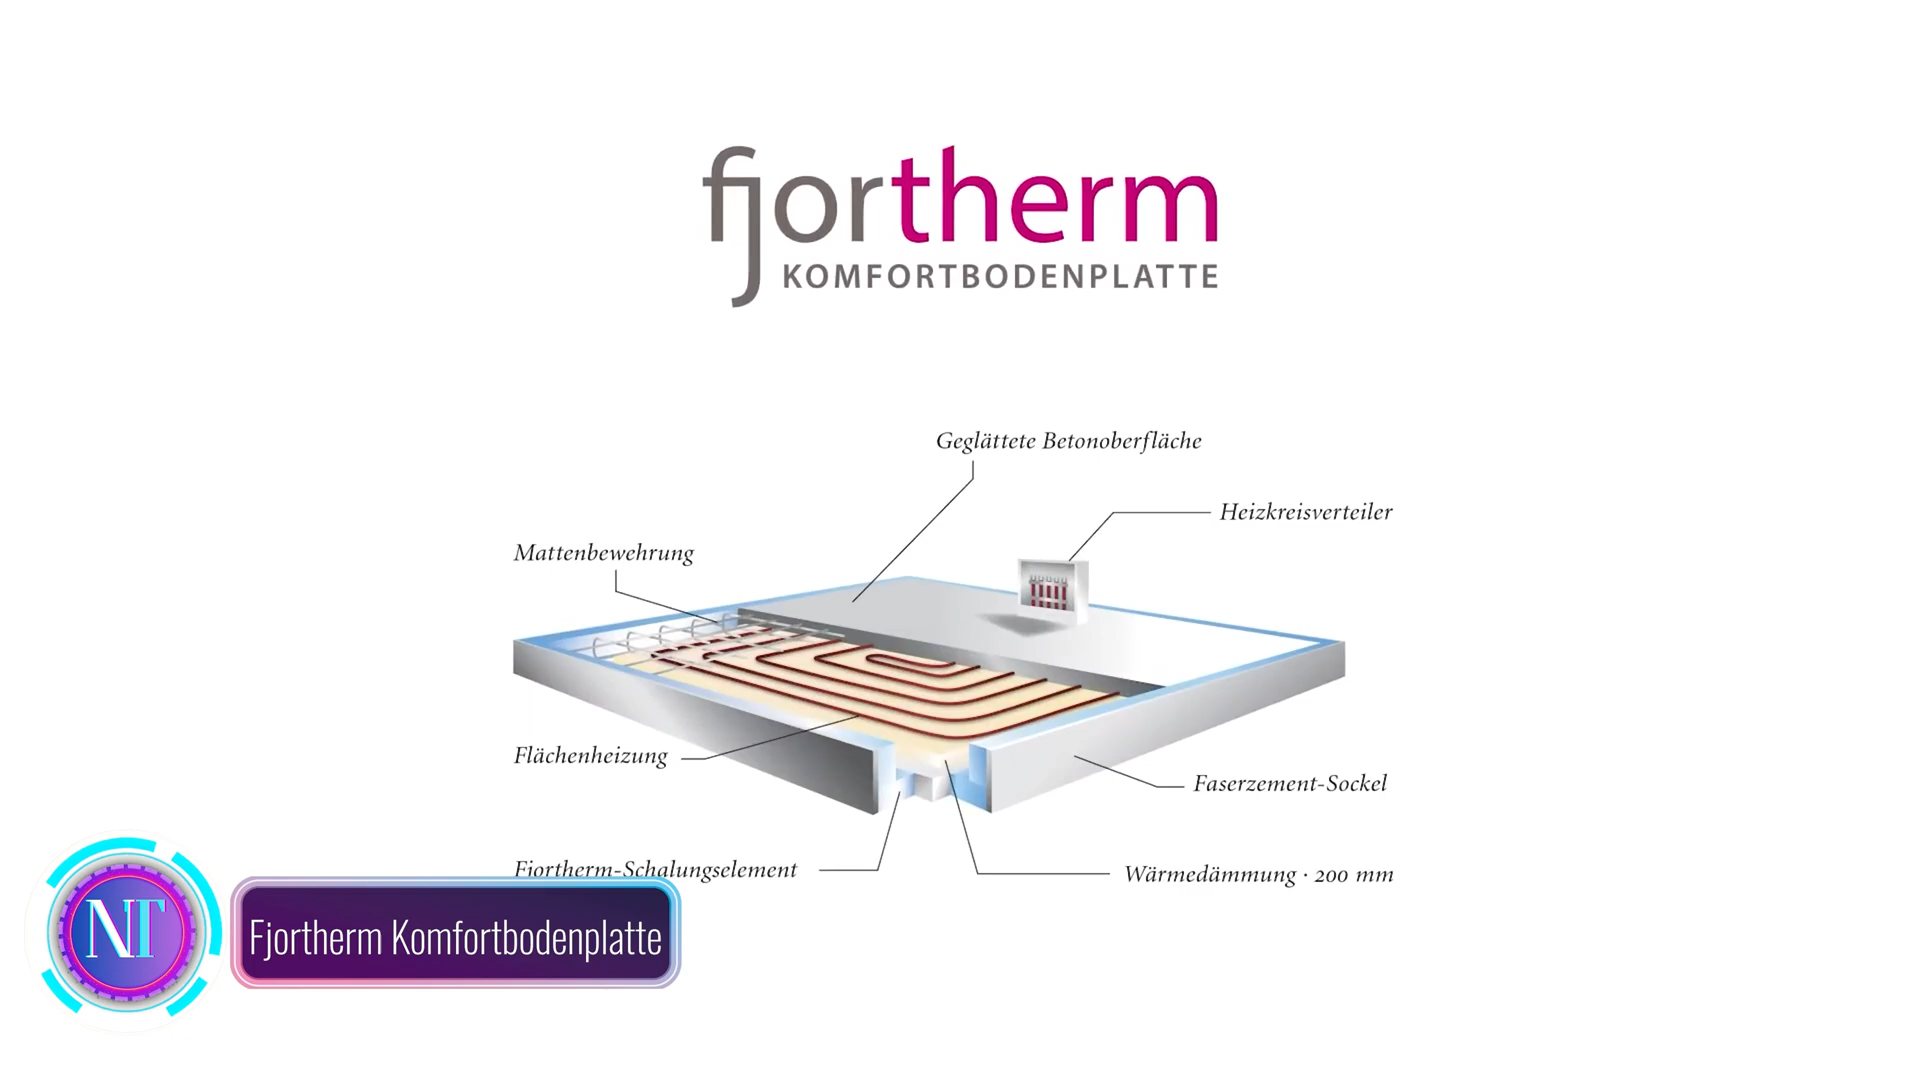 fjortherm
KOMFORTBODENPLATTE
Geglättete Betonoberfläche
Heizkreisverteiler
Mattenbewehrung
Flächenheizung
Faserzement-Sockel
Fjortherm-Schalungselement
Wärmedämmung · 200 mm
NT
Fjortherm Komfortbodenplatte